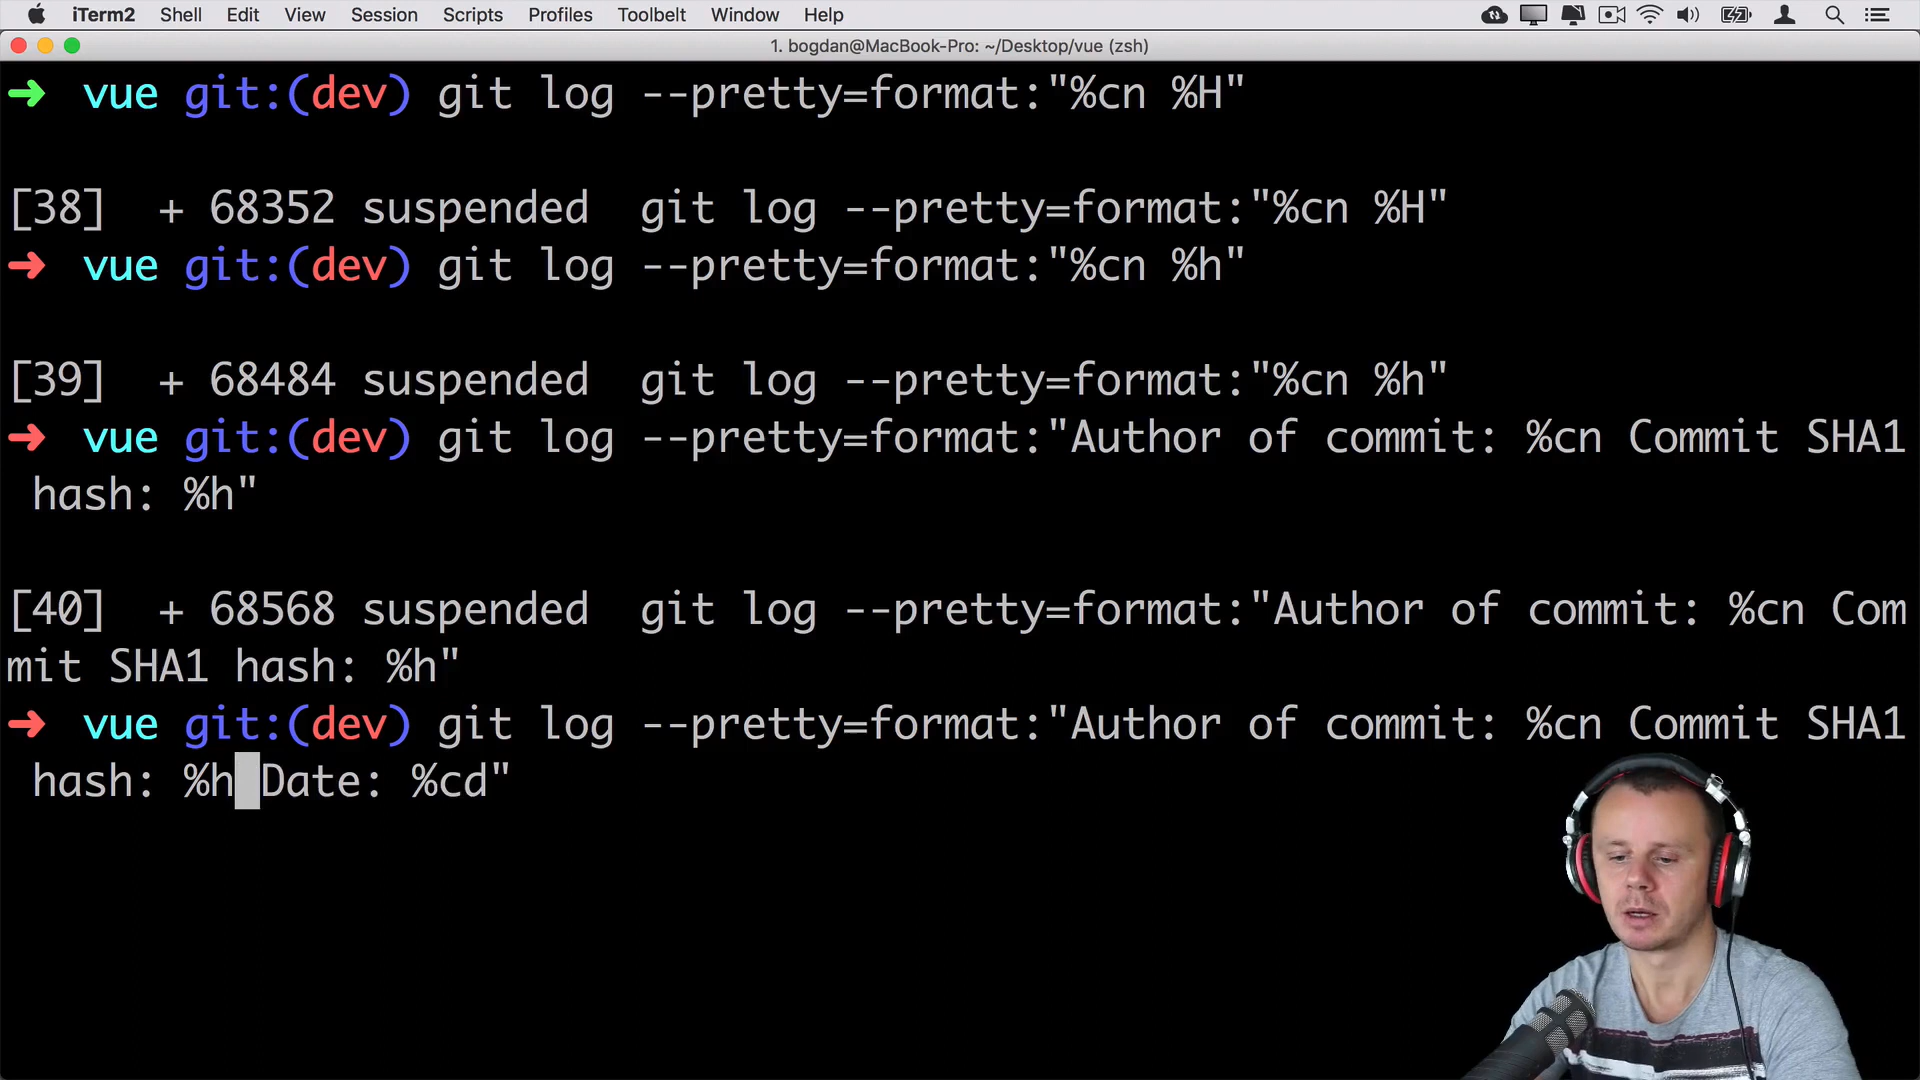 iTerm2 Shell Edit View Session Scripts Profiles Toolbelt Window Help
1. bogdan@MacBook-Pro: ~/Desktop/vue (zsh)
➜ vue git:(dev) git log --pretty=format:"%cn %H"
[38] + 68352 suspended git log --pretty=format:"%cn %H"
➜ vue git:(dev) git log --pretty=format:"%cn %h"
[39] + 68484 suspended git log --pretty=format:"%cn %h"
➜ vue git:(dev) git log --pretty=format:"Author of commit: %cn Commit SHA1
hash: %h"
[40] + 68568 suspended git log --pretty=format:"Author of commit: %cn Com
mit SHA1 hash: %h"
➜ vue git:(dev) git log --pretty=format:"Author of commit: %cn Commit SHA1
hash: %h Date: %cd"